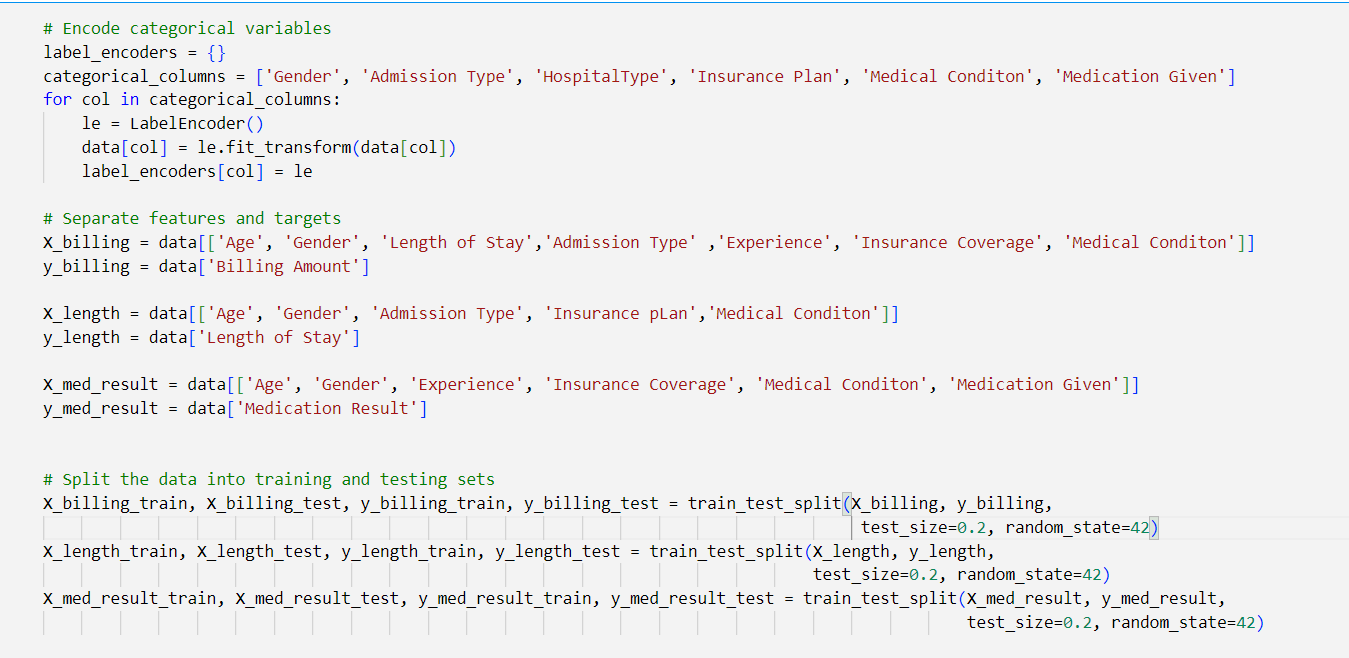 # Encode categorical variables
label_encoders = {}
categorical_columns = ['Gender', 'Admission Type', 'HospitalType', 'Insurance Plan', 'Medical Conditon', 'Medication Given']
for col in categorical_columns:
    le = LabelEncoder()
    data[col] = le.fit_transform(data[col])
    label_encoders[col] = le
# Separate features and targets
X_billing = data[['Age', 'Gender', 'Length of Stay','Admission Type' ,'Experience', 'Insurance Coverage', 'Medical Conditon']]
y_billing = data['Billing Amount']
X_length = data[['Age', 'Gender', 'Admission Type', 'Insurance pLan','Medical Conditon']]
y_length = data['Length of Stay']
X_med_result = data[['Age', 'Gender', 'Experience', 'Insurance Coverage', 'Medical Conditon', 'Medication Given']]
y_med_result = data['Medication Result']
# Split the data into training and testing sets
X_billing_train, X_billing_test, y_billing_train, y_billing_test = train_test_split(X_billing, y_billing,
test_size=0.2, random_state=42)
X_length_train, X_length_test, y_length_train, y_length_test = train_test_split(X_length, y_length,
test_size=0.2, random_state=42)
X_med_result_train, X_med_result_test, y_med_result_train, y_med_result_test = train_test_split(X_med_result, y_med_result,
test_size=0.2, random_state=42)